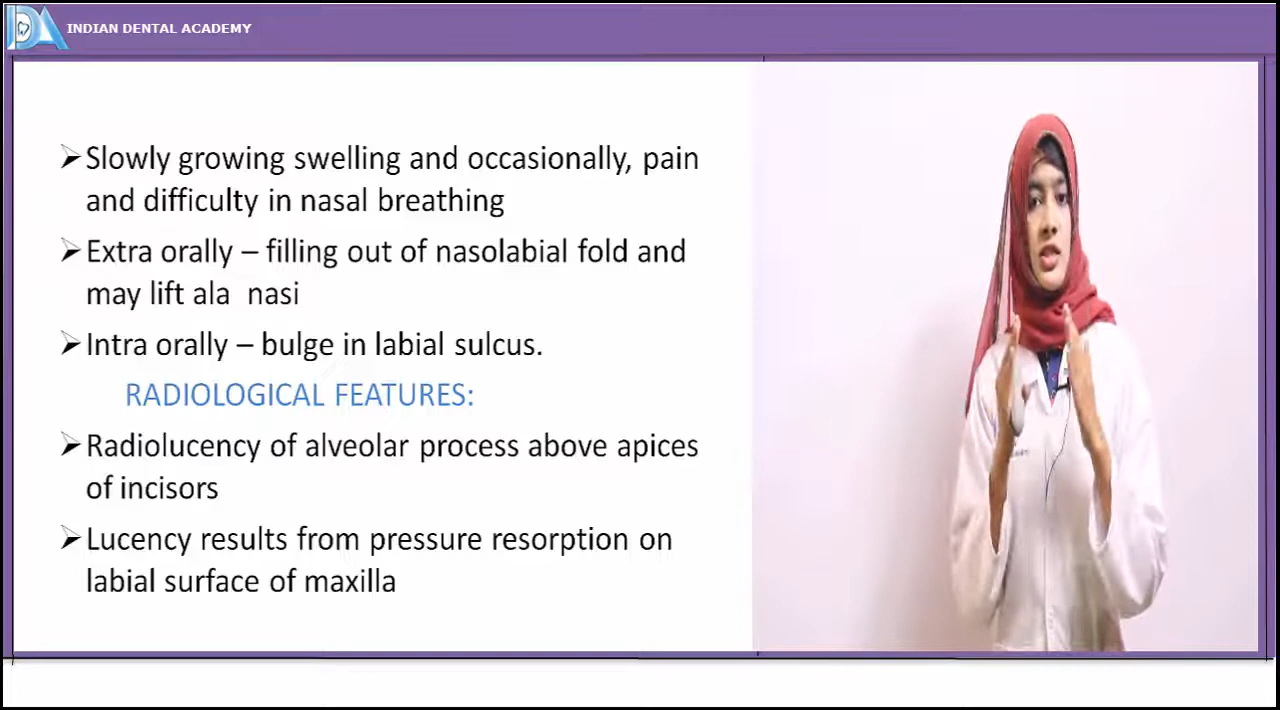 INDIAN DENTAL ACADEMY
➢Slowly growing swelling and occasionally, pain
and difficulty in nasal breathing
➢Extra orally – filling out of nasolabial fold and
may lift ala nasi
➢Intra orally – bulge in labial sulcus.
RADIOLOGICAL FEATURES:
➢Radiolucency of alveolar process above apices
of incisors
➢Lucency results from pressure resorption on
labial surface of maxilla